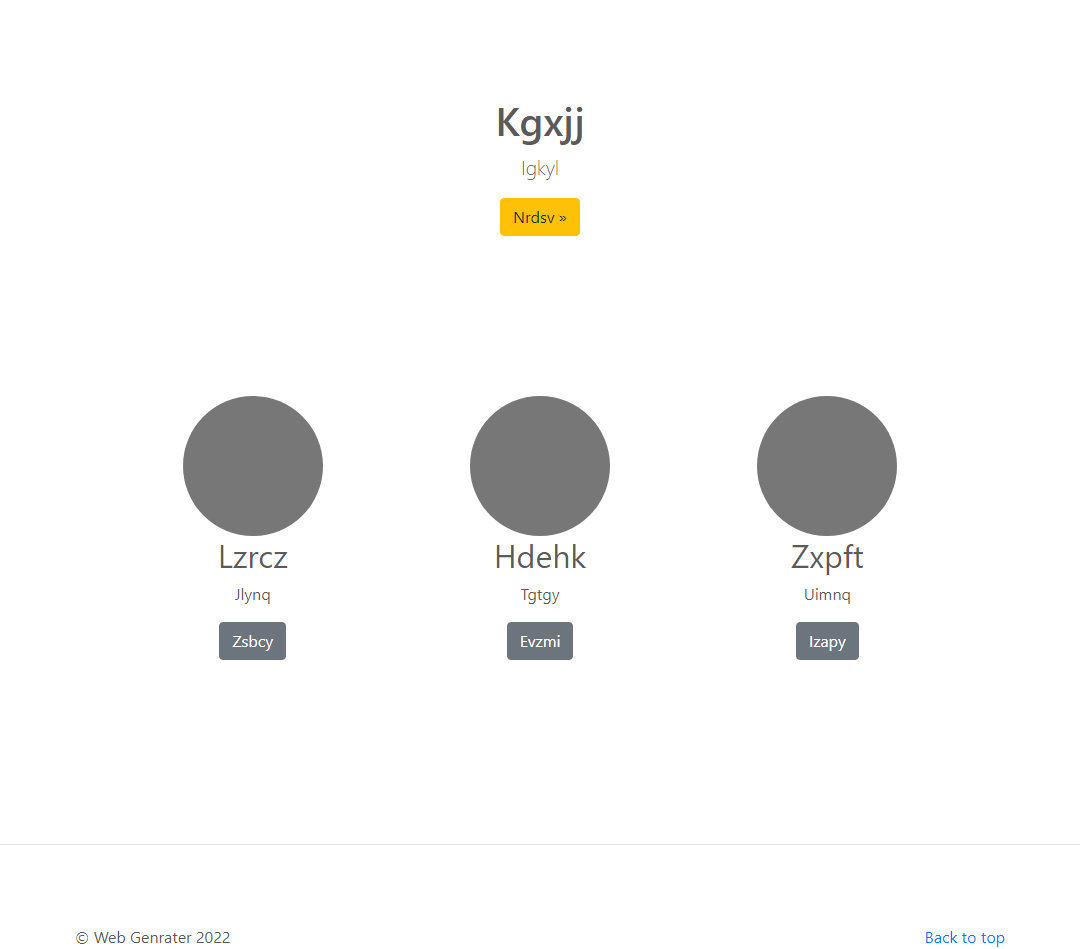 Kgxjj
Igkyl
Nrdsv »
Lzrcz
Jlynq
Zsbcy
Hdehk
Tgtgy
Evzmi
Zxpft
Uimnq
Izapy
© Web Genrater 2022
Back to top